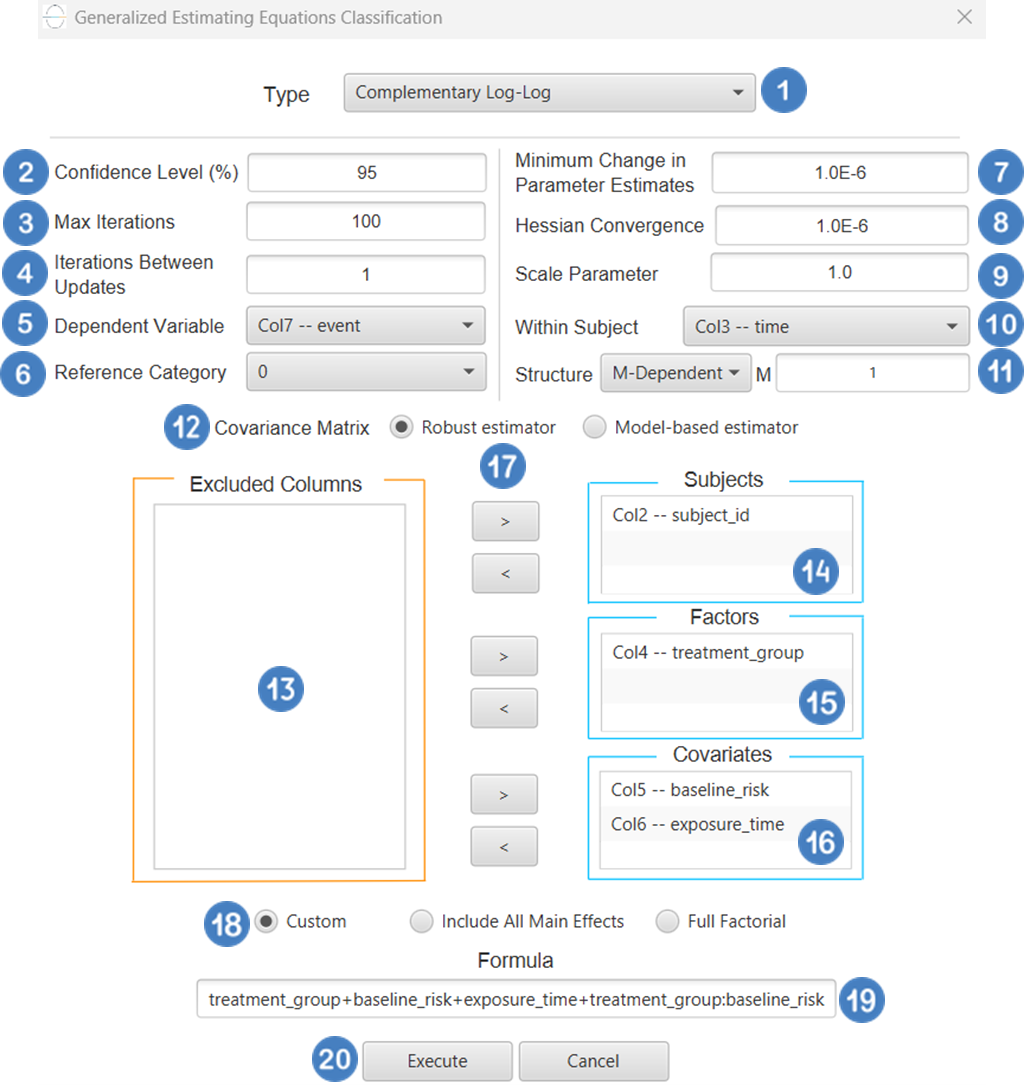 Generalized Estimating Equations Classification
Type Complementary Log-Log 1
2 Confidence Level (%) 95
Minimum Change in
Parameter Estimates 1.0E-6 7
3 Max Iterations 100
Hessian Convergence 1.0E-6 8
4 Iterations Between
Updates 1
Scale Parameter 1.0 9
5 Dependent Variable Col7 -- event
Within Subject Col3 -- time 10
6 Reference Category 0
Structure M-Dependent M 1 11
12 Covariance Matrix Robust estimator Model-based estimator
17
Excluded Columns
13
>
<
>
<
>
<
Subjects
Col2 -- subject_id
14
Factors
Col4 -- treatment_group
15
Covariates
Col5 -- baseline_risk
Col6 -- exposure_time
16
18 Custom Include All Main Effects Full Factorial
Formula
treatment_group+baseline_risk+exposure_time+treatment_group:baseline_risk 19
20 Execute Cancel